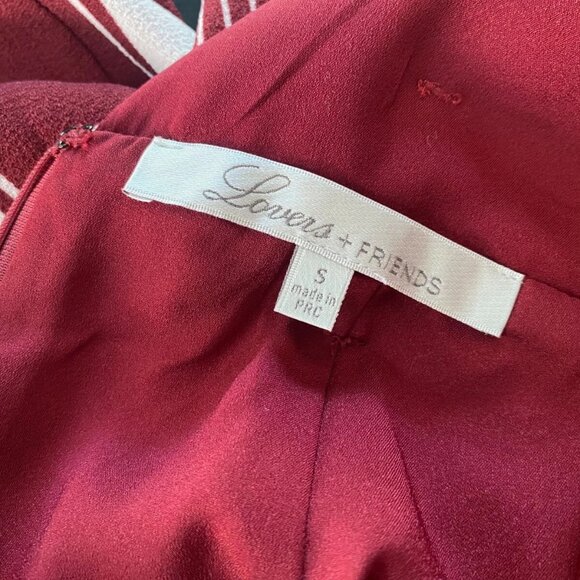 Lovers + FRIENDS
S
made in
PRC